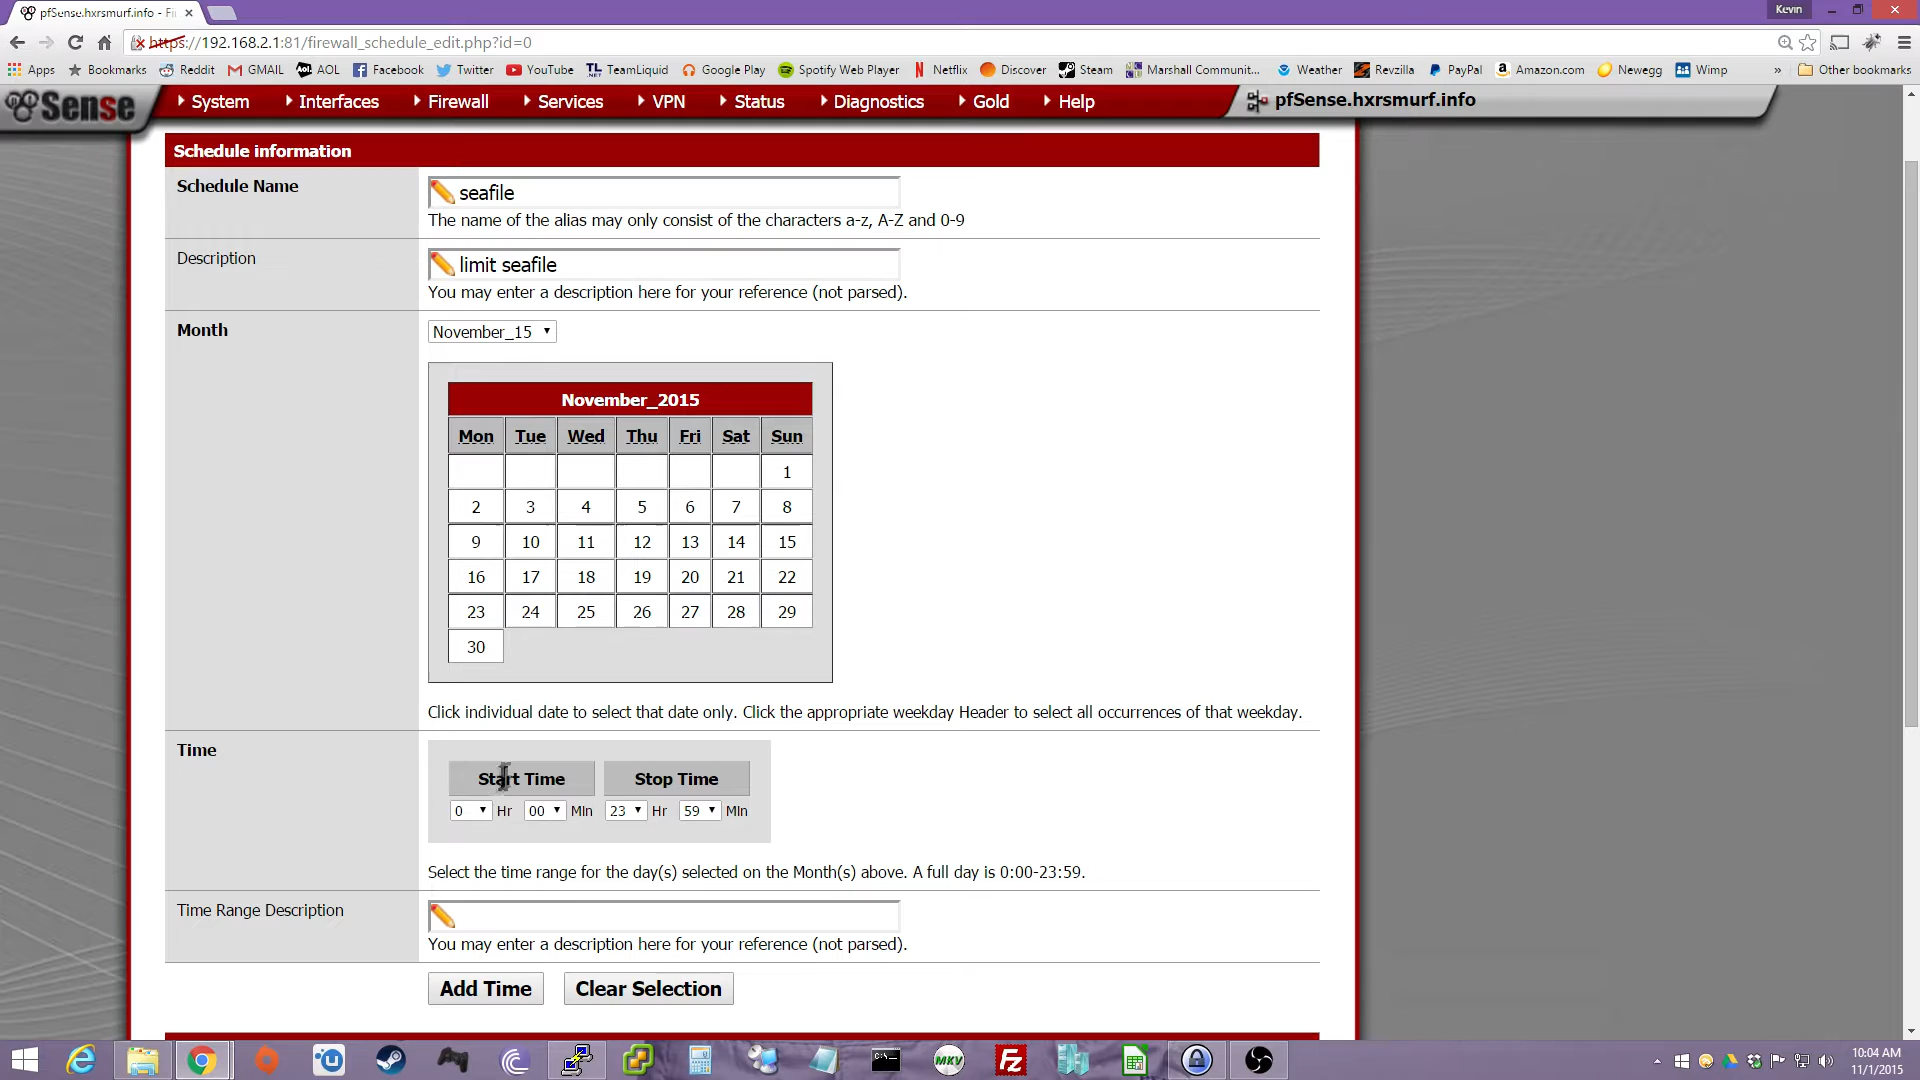 pfSense.hxrsmurf.info - Fi
Kevin
https://192.168.2.1:81/firewall_schedule_edit.php?id=0
Apps Bookmarks Reddit GMAIL AOL Facebook Twitter YouTube TeamLiquid Google Play Spotify Web Player Netflix Discover Steam Marshall Communit... Weather Revzilla PayPal Amazon.com Newegg Wimp » Other bookmarks
Sense System Interfaces Firewall Services VPN Status Diagnostics Gold Help pfSense.hxrsmurf.info
Schedule information
Schedule Name
seafile
The name of the alias may only consist of the characters a-z, A-Z and 0-9
Description
limit seafile
You may enter a description here for your reference (not parsed).
Month
November_15
November_2015
Mon Tue Wed Thu Fri Sat Sun
1
2 3 4 5 6 7 8
9 10 11 12 13 14 15
16 17 18 19 20 21 22
23 24 25 26 27 28 29
30
Click individual date to select that date only. Click the appropriate weekday Header to select all occurrences of that weekday.
Time
Start Time Stop Time
0 Hr 00 MIn 23 Hr 59 MIn
Select the time range for the day(s) selected on the Month(s) above. A full day is 0:00-23:59.
Time Range Description
You may enter a description here for your reference (not parsed).
Add Time Clear Selection
MKV
Fz
10:04 AM
11/1/2015